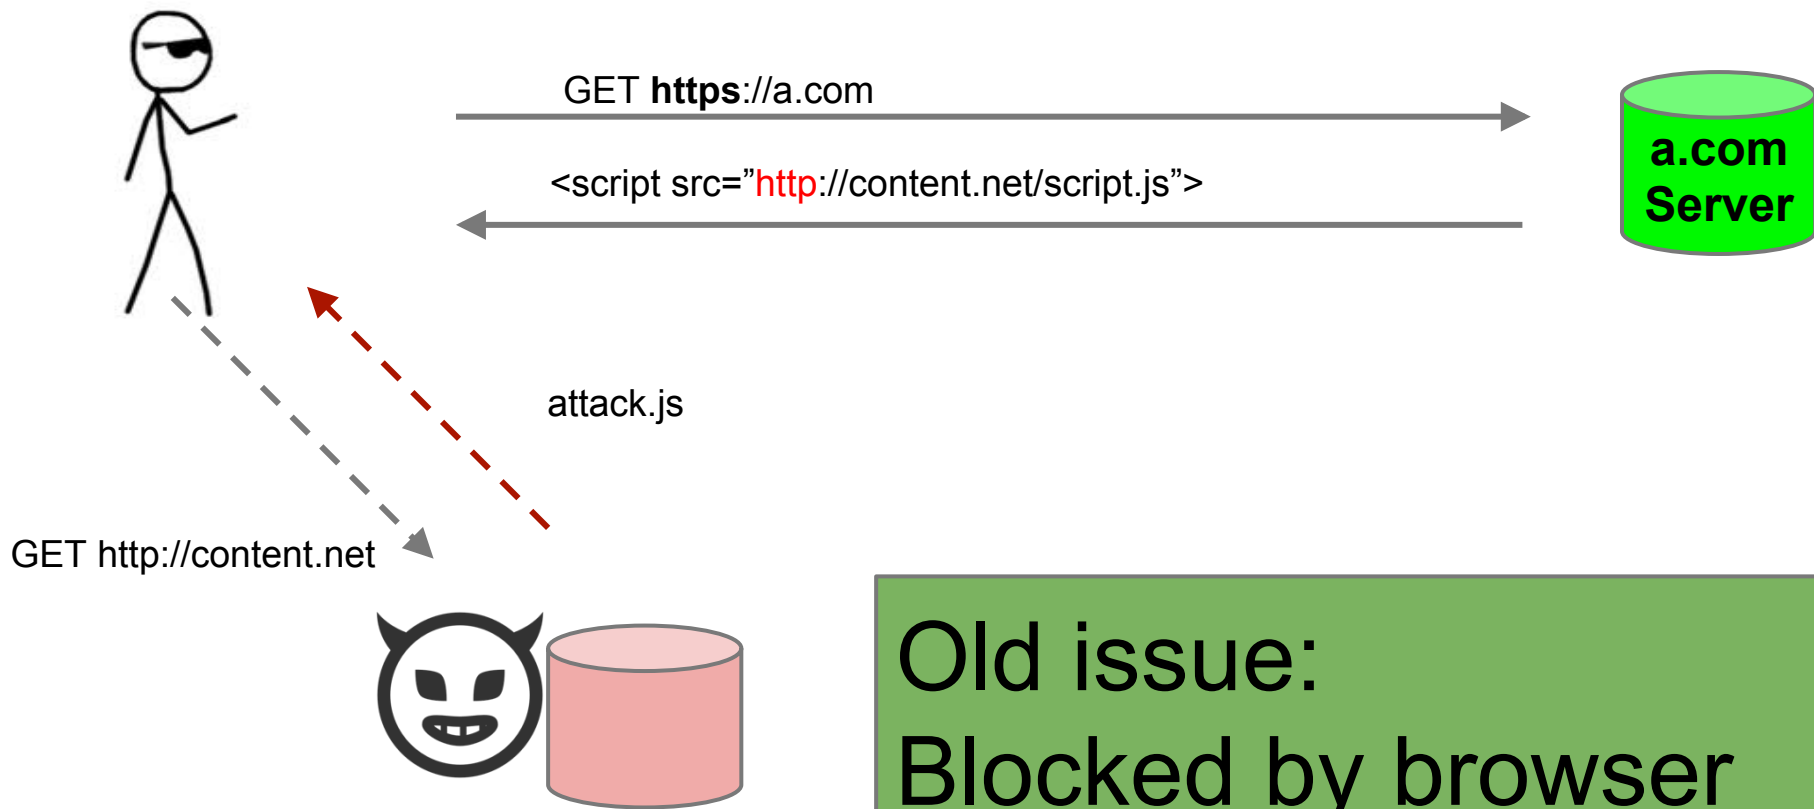 GET https://a.com
<script src=”http://content.net/script.js”>
a.com
Server
attack.js
GET http://content.net
Old issue:
Blocked by browser